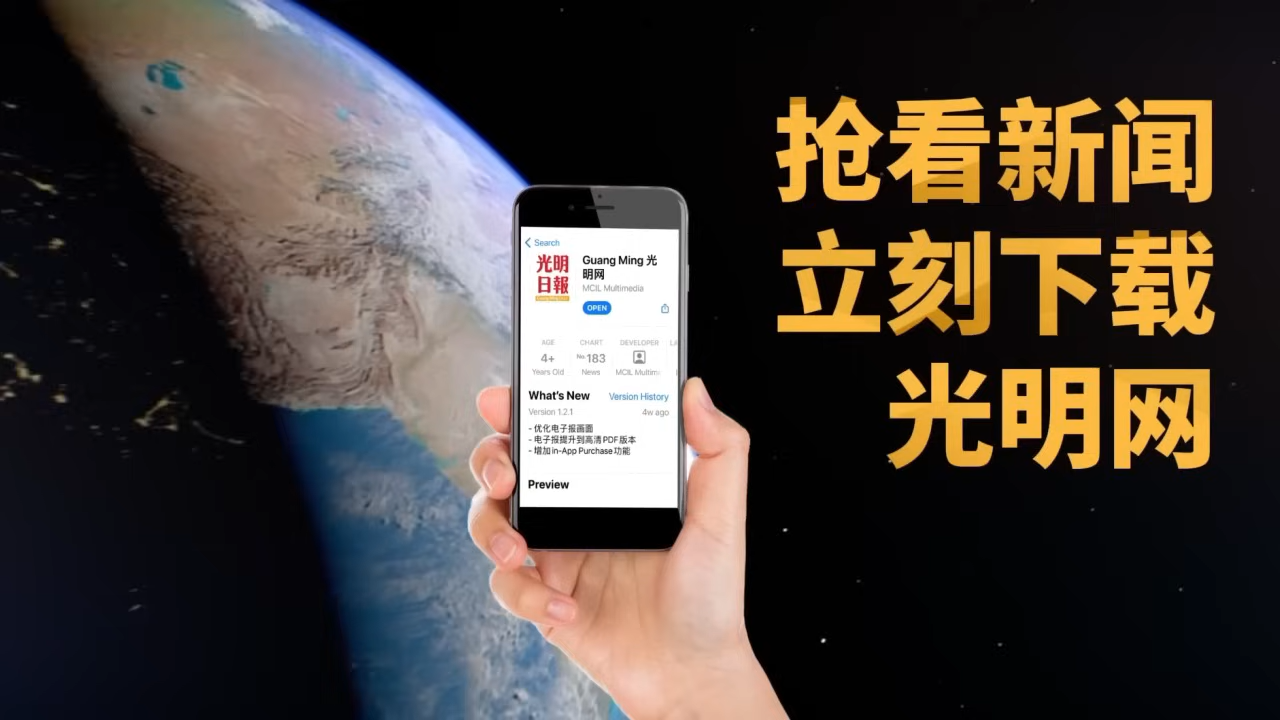 抢看新闻
立刻下载
光明网
Search
光明
日報
Guang Ming 光
明网
MCIL Multimedia
OPEN
AGE
CHART
DEVELOPER
4+
No.183
Years Old
News
MCIL Multim
What's New
Version History
Version 1.2.1
4w ago
- 优化电子报画面
- 电子报提升到高清PDF版本
- 增加in-App Purchase功能
Preview